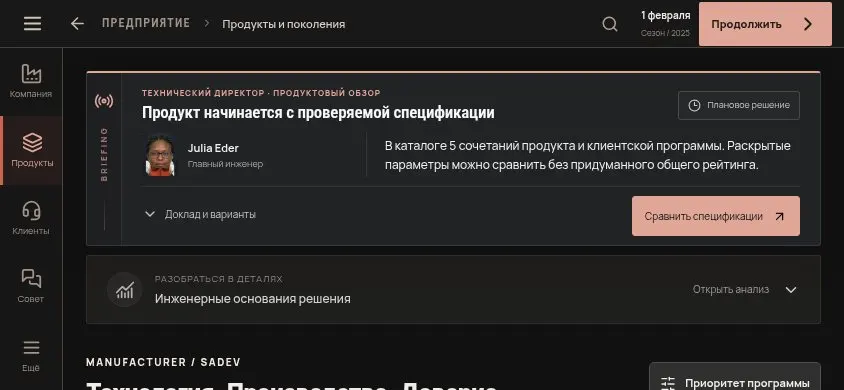 ПРЕДПРИЯТИЕ
Продукты и поколения
1 февраля
Сезон / 2025
Продолжить
Компания
Продукты
Клиенты
Совет
Ещё
BRIEFING
ТЕХНИЧЕСКИЙ ДИРЕКТОР · ПРОДУКТОВЫЙ ОБЗОР
Продукт начинается с проверяемой спецификации
Плановое решение
Julia Eder
Главный инженер
В каталоге 5 сочетаний продукта и клиентской программы. Раскрытые
параметры можно сравнить без придуманного общего рейтинга.
Доклад и варианты
Сравнить спецификации
РАЗОБРАТЬСЯ В ДЕТАЛЯХ
Инженерные основания решения
Открыть анализ
MANUFACTURER / SADEV
Технология. Производство. Доверие.
Приоритет программы